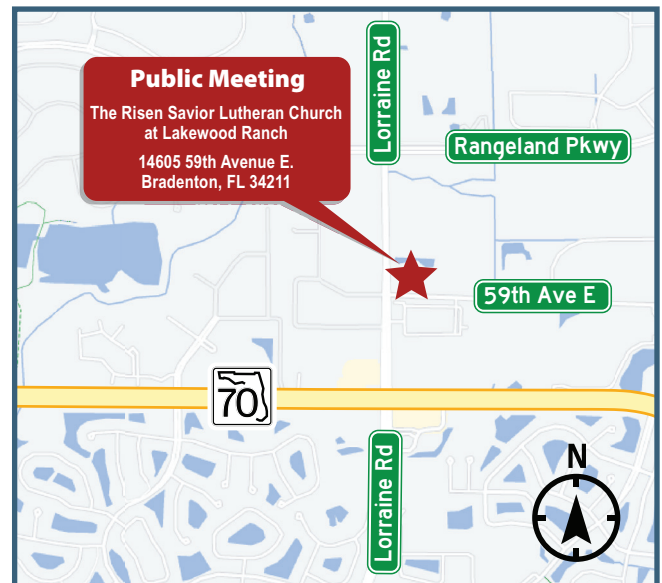 Public Meeting
The Risen Savior Lutheran Church
at Lakewood Ranch
14605 59th Avenue E.
Bradenton, FL 34211
Lorraine Rd
Rangeland Pkwy
59th Ave E
70
Lorraine Rd
N